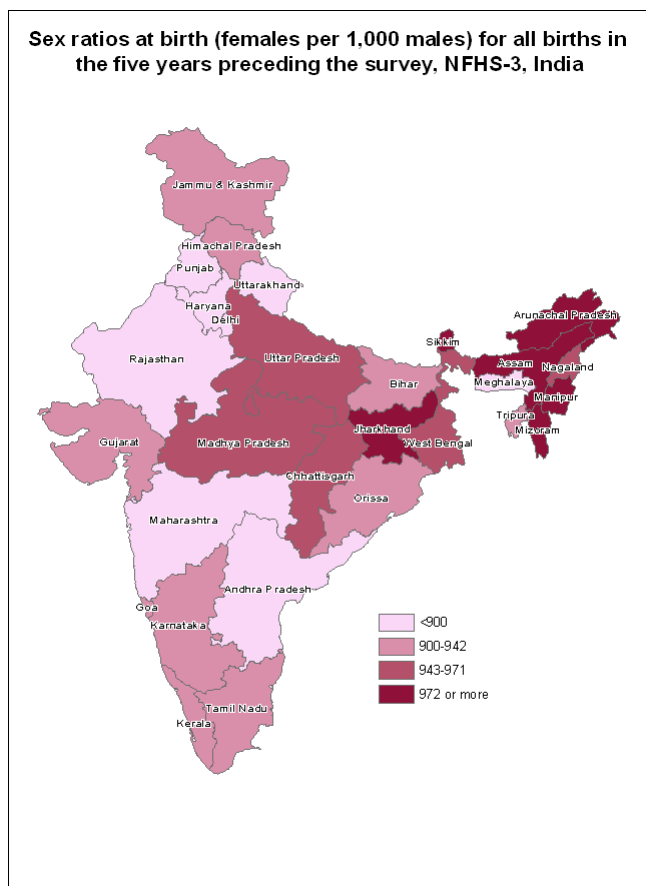 Sex ratios at birth (females per 1,000 males) for all births in
the five years preceding the survey, NFHS-3, India
Jammu & Kashmir
Himachal Pradesh
Punjab
Uttarakhand
Haryana
Delhi
Arunachal Pradesh
Sikkim
Rajasthan
Uttar Pradesh
Assam
Nagaland
Bihar
Meghalaya
Manipur
Tripura
Jharkhand
Mizoram
Gujarat
Madhya Pradesh
West Bengal
Chhattisgarh
Orissa
Maharashtra
Andhra Pradesh
Goa
Karnataka
<900
900-942
943-971
972 or more
Tamil Nadu
Kerala